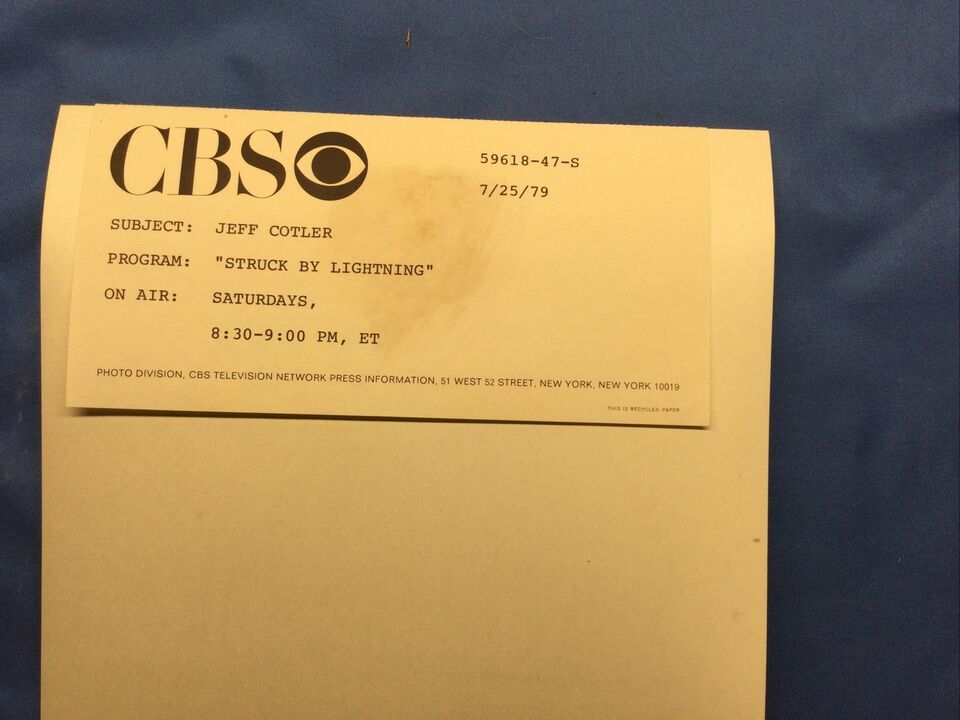 CBS
59618-47-S
7/25/79
SUBJECT: JEFF COTLER
PROGRAM: "STRUCK BY LIGHTNING"
ON AIR: SATURDAYS,
8:30-9:00 PM, ET
PHOTO DIVISION, CBS TELEVISION NETWORK PRESS INFORMATION, 51 WEST 52 STREET, NEW YORK, NEW YORK 10019
THIS IS RECYCLED PAPER